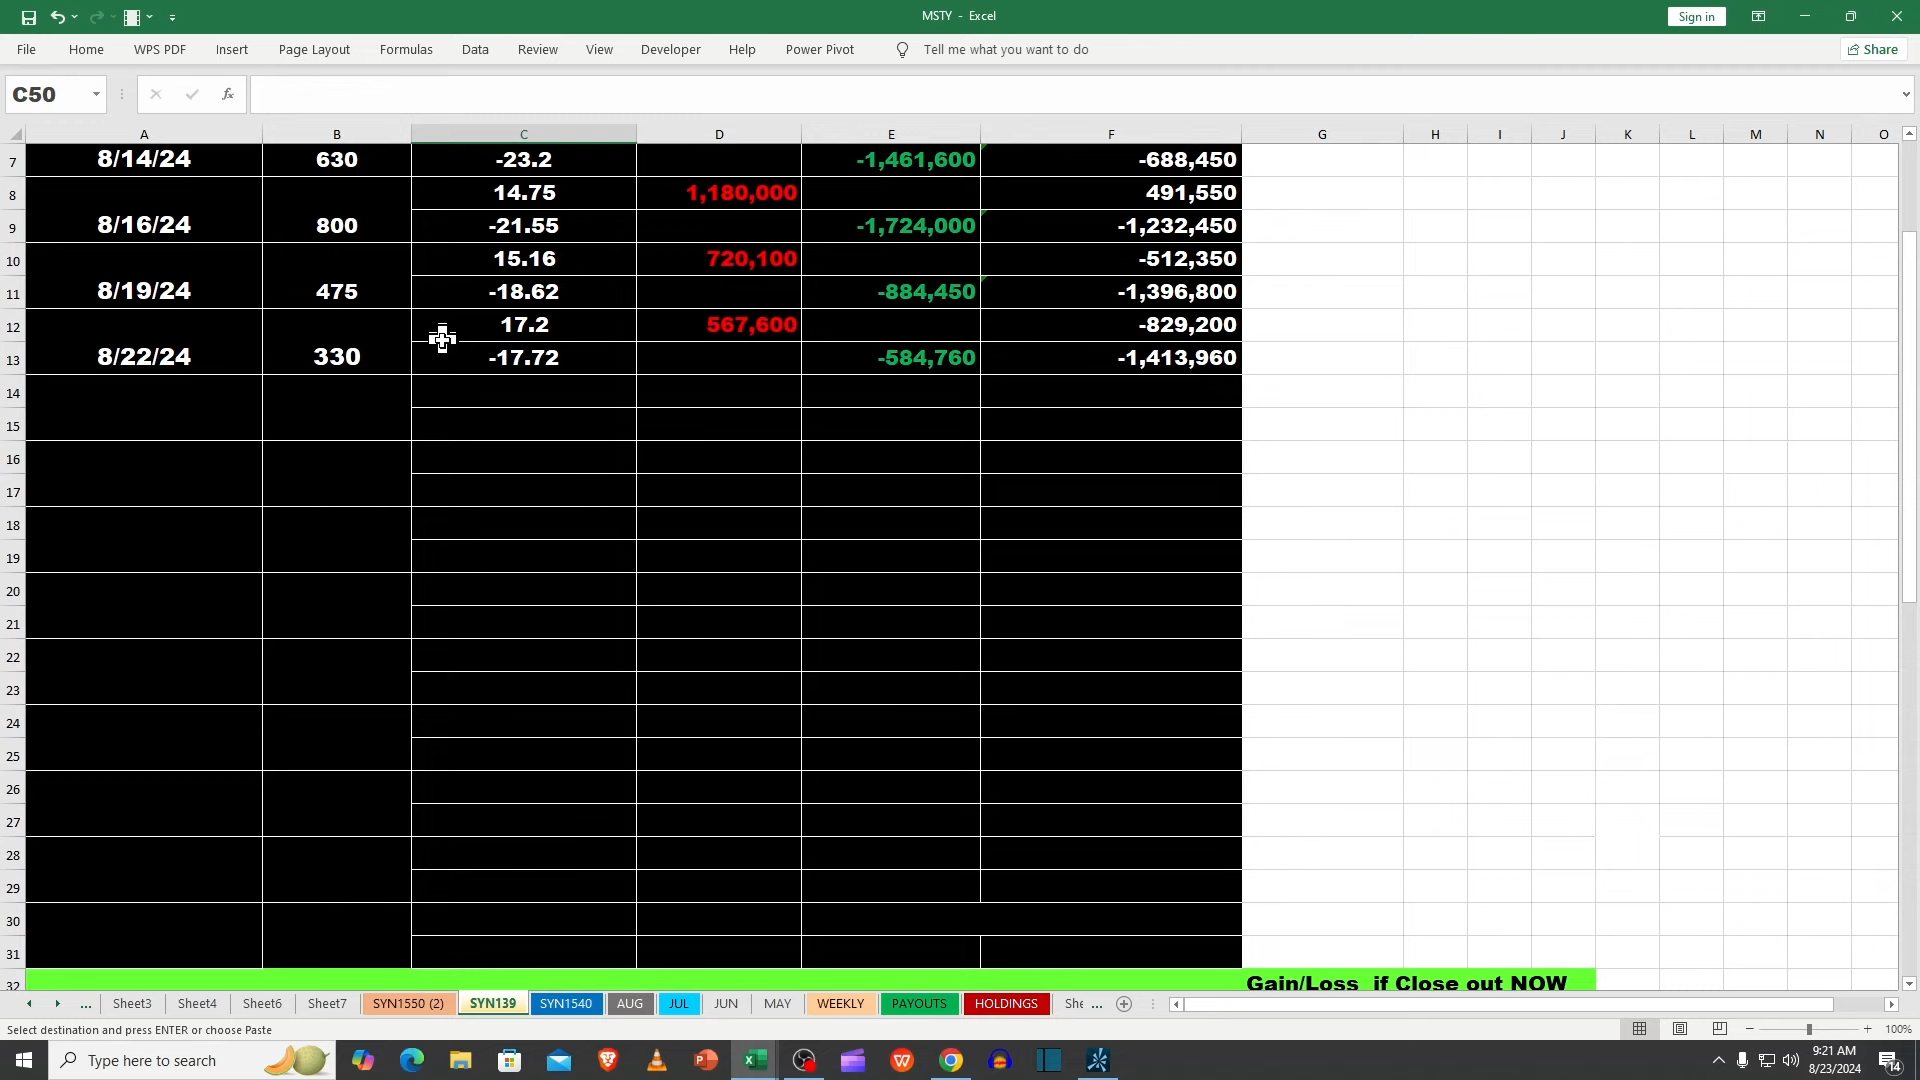 MSTY - Excel
Sign in
File Home WPS PDF Insert Page Layout Formulas Data Review View Developer Help Power Pivot Tell me what you want to do Share
C50 fx
A B C D E F G H I J K L M N O
7 8/14/24 630 -23.2 -1,461,600 -688,450
8 14.75 1,180,000 491,550
9 8/16/24 800 -21.55 -1,724,000 -1,232,450
10 15.16 720,100 -512,350
11 8/19/24 475 -18.62 -884,450 -1,396,800
12 17.2 567,600 -829,200
13 8/22/24 330 -17.72 -584,760 -1,413,960
14
15
16
17
18
19
20
21
22
23
24
25
26
27
28
29
30
31
32 Gain/Loss if Close out NOW
... Sheet3 Sheet4 Sheet6 Sheet7 SYN1550 (2) SYN139 SYN1540 AUG JUL JUN MAY WEEKLY PAYOUTS HOLDINGS She ...
Select destination and press ENTER or choose Paste 100%
Type here to search 9:21 AM
8/23/2024 14